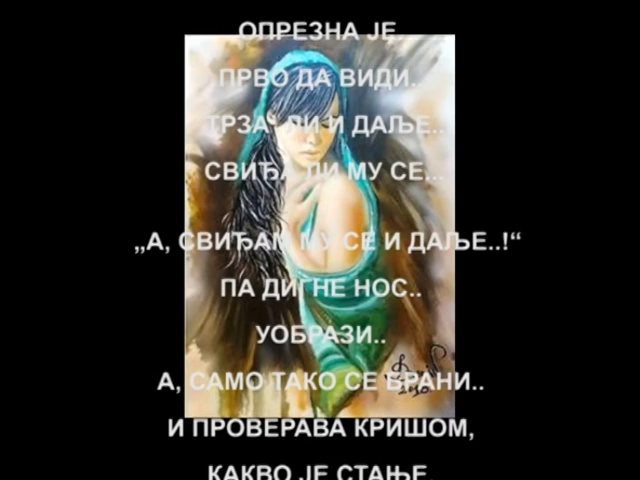 ОПРЕЗНА ЈЕ..
ПРВО ДА ВИДИ.
ТРЗА ЛИ И ДАЉЕ..
СВИЂА ЛИ МУ СЕ...
„А, СВИЂАМ МУ СЕ И ДАЉЕ..!“
ПА ДИГНЕ НОС..
УОБРАЗИ..
А, САМО ТАКО СЕ БРАНИ..
И ПРОВЕРАВА КРИШОМ,
КАКВО ЈЕ СТАЊЕ